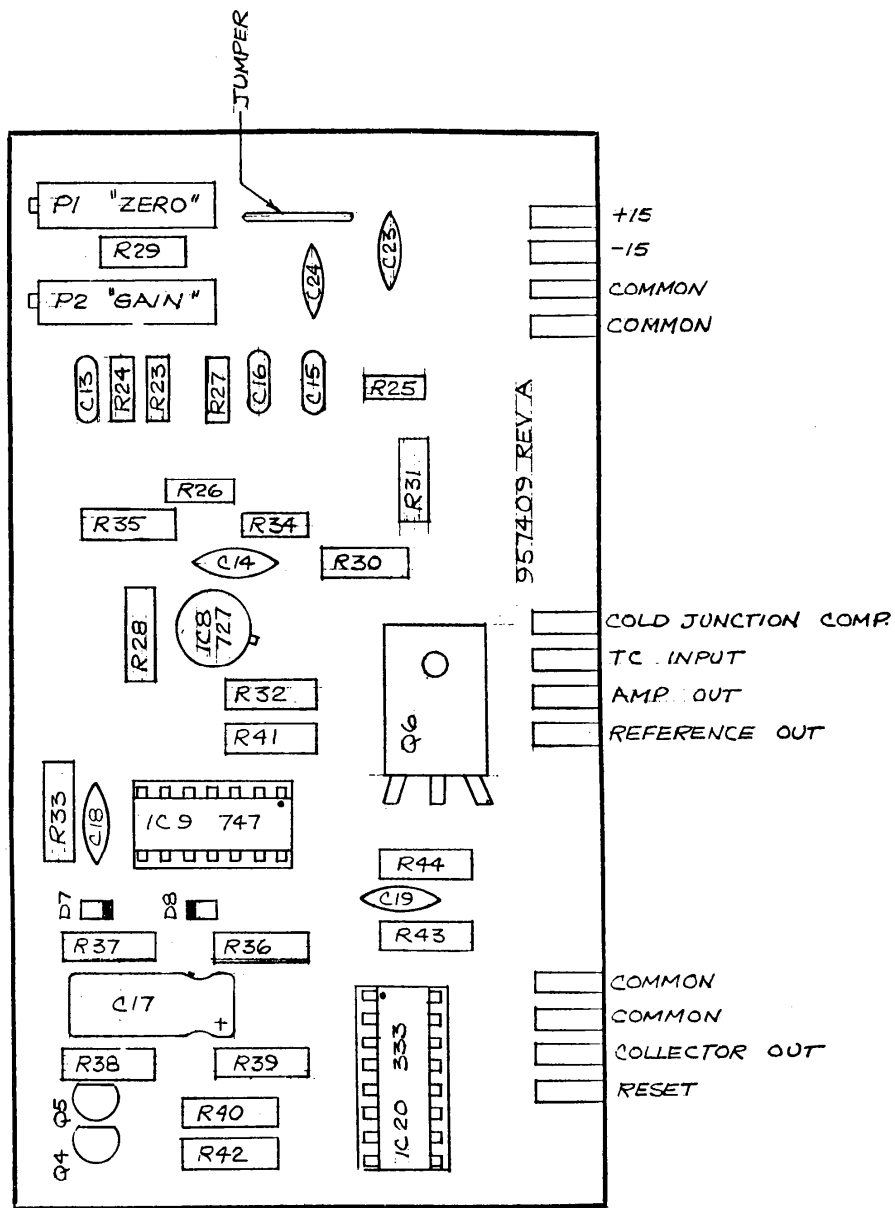 JUMPER
P1 "ZERO"
+15
R29
C24
C23
-15
P2 "GAIN"
COMMON
COMMON
C13
R24
R23
R27
C16
C15
R25
R26
R31
957409 REV A
R35
R34
C14
R30
R28
IC8
727
COLD JUNCTION COMP.
TC INPUT
R32
AMP OUT
R41
Q6
REFERENCE OUT
R33
C18
IC9 747
R44
D7
D8
C19
R37
R36
R43
C17
+
COMMON
COMMON
R38
R39
IC20 333
COLLECTOR OUT
Q5
R40
RESET
Q4
R42